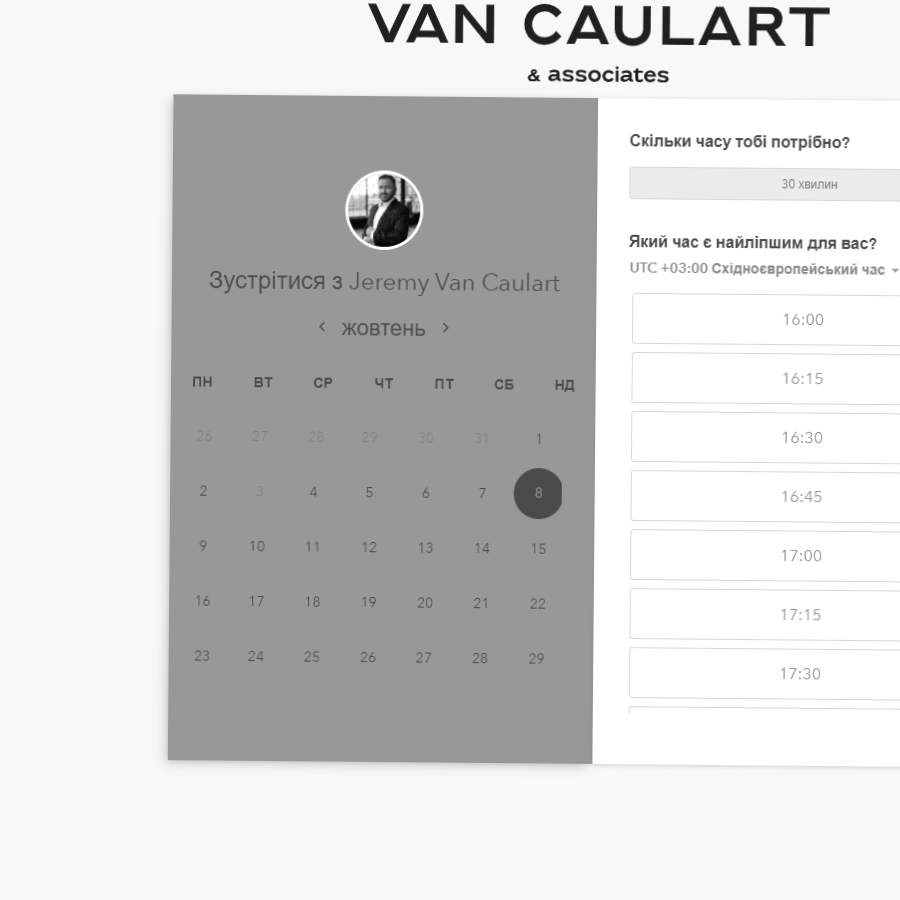 VAN CAULART
& associates
Зустрітися з Jeremy Van Caulart
жовтень
ПН ВТ СР ЧТ ПТ СБ НД
26 27 28 29 30 31 1
2 3 4 5 6 7 8
9 10 11 12 13 14 15
16 17 18 19 20 21 22
23 24 25 26 27 28 29
Скільки часу тобі потрібно?
30 хвилин
Який час є найліпшим для вас?
UTC +03:00 Східноєвропейський час
16:00
16:15
16:30
16:45
17:00
17:15
17:30